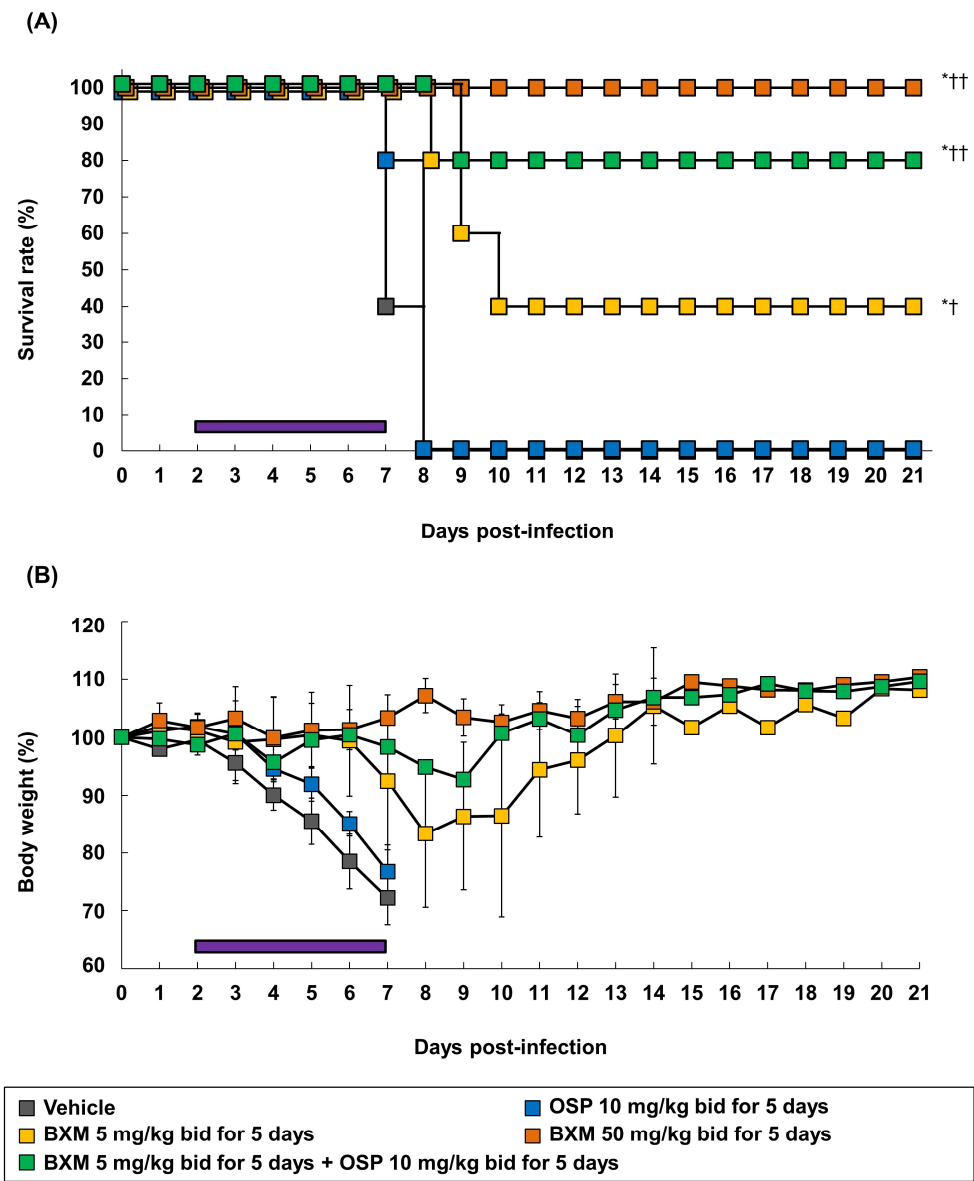 (A)
Survival rate (%)
100
90
80
70
60
50
40
30
20
10
0
*††
*††
*†
0 1 2 3 4 5 6 7 8 9 10 11 12 13 14 15 16 17 18 19 20 21
Days post-infection
(B)
Body weight (%)
120
110
100
90
80
70
60
0 1 2 3 4 5 6 7 8 9 10 11 12 13 14 15 16 17 18 19 20 21
Days post-infection
Vehicle
OSP 10 mg/kg bid for 5 days
BXM 5 mg/kg bid for 5 days
BXM 50 mg/kg bid for 5 days
BXM 5 mg/kg bid for 5 days + OSP 10 mg/kg bid for 5 days